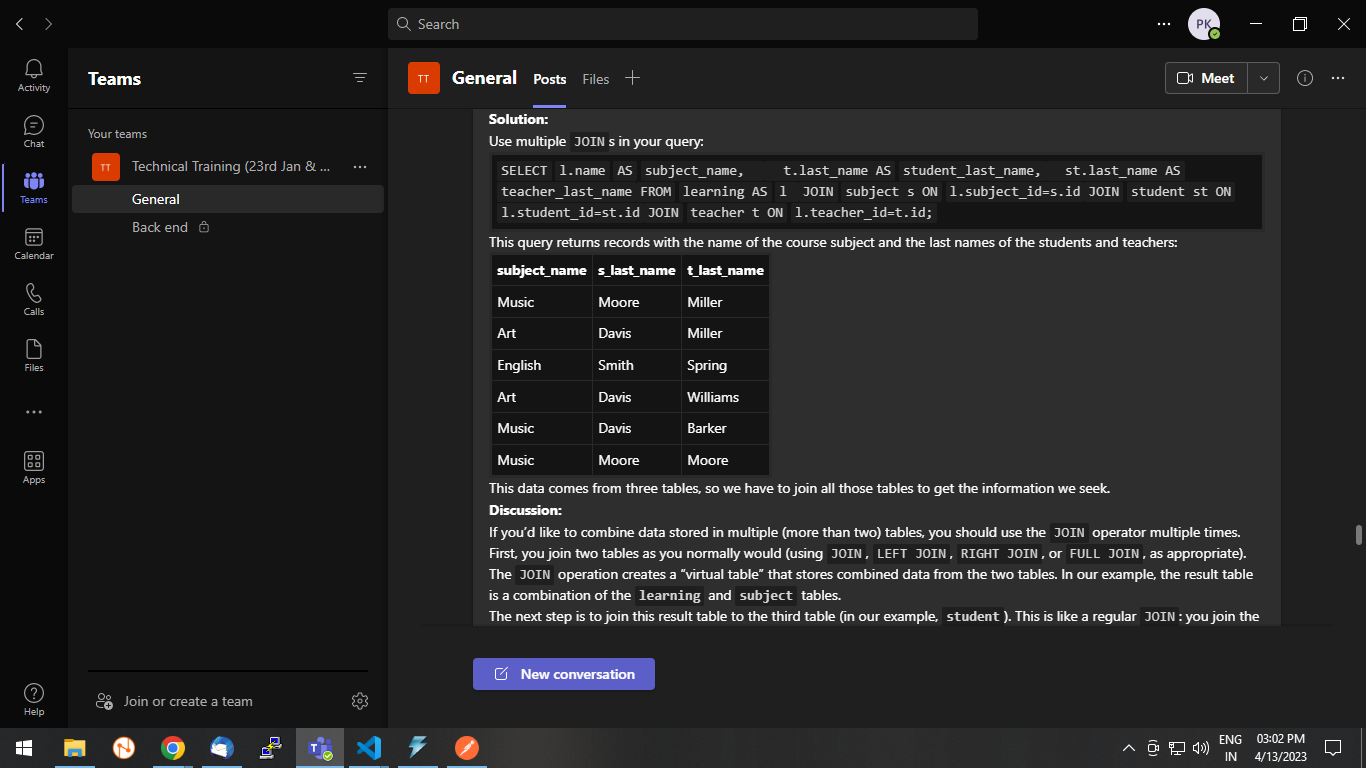 Search
PK
Activity
Chat
Teams
Calendar
Calls
Files
Apps
Help
Teams
Your teams
TT Technical Training (23rd Jan & ...
General
Back end
Join or create a team
TT General Posts Files
Meet
Solution:
Use multiple JOIN s in your query:
SELECT l.name AS subject_name, t.last_name AS student_last_name, st.last_name AS
teacher_last_name FROM learning AS l JOIN subject s ON l.subject_id=s.id JOIN student st ON
l.student_id=st.id JOIN teacher t ON l.teacher_id=t.id;
This query returns records with the name of the course subject and the last names of the students and teachers:
subject_name s_last_name t_last_name
Music Moore Miller
Art Davis Miller
English Smith Spring
Art Davis Williams
Music Davis Barker
Music Moore Moore
This data comes from three tables, so we have to join all those tables to get the information we seek.
Discussion:
If you'd like to combine data stored in multiple (more than two) tables, you should use the JOIN operator multiple times.
First, you join two tables as you normally would (using JOIN, LEFT JOIN, RIGHT JOIN, or FULL JOIN, as appropriate).
The JOIN operation creates a “virtual table” that stores combined data from the two tables. In our example, the result table
is a combination of the learning and subject tables.
The next step is to join this result table to the third table (in our example, student). This is like a regular JOIN: you join the
New conversation
ENG
IN
03:02 PM
4/13/2023